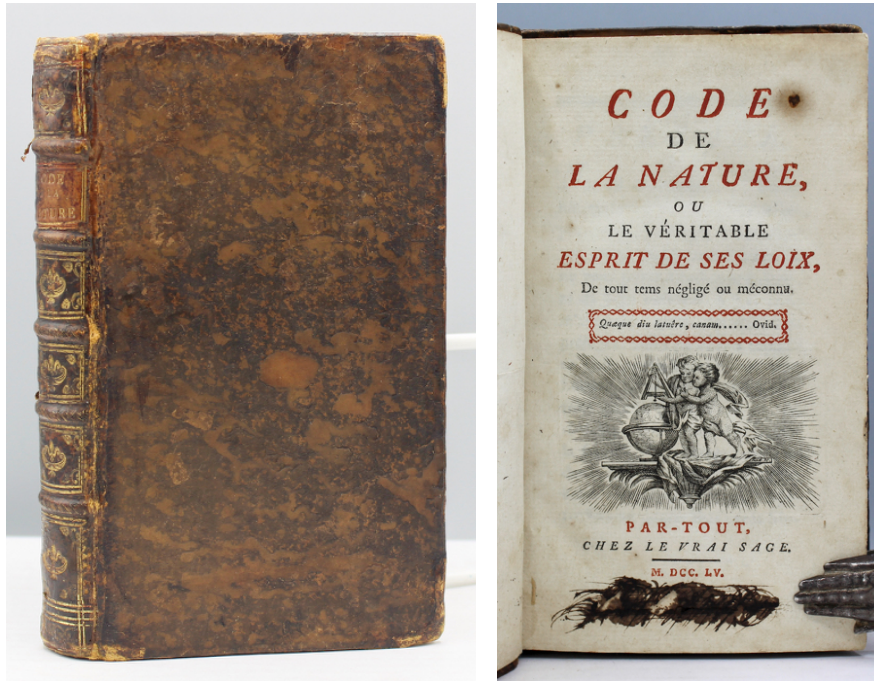 CODE
LA
NATURE
CODE
DE
LA NATURE,
OU
LE VÉRITABLE
ESPRIT DE SES LOIX,
De tout tems négligé ou méconnu.
Quæque diu latuêre, canam...... Ovid.
PAR-TOUT,
CHEZ LE VRAI SAGE.
M. DCC. LV.